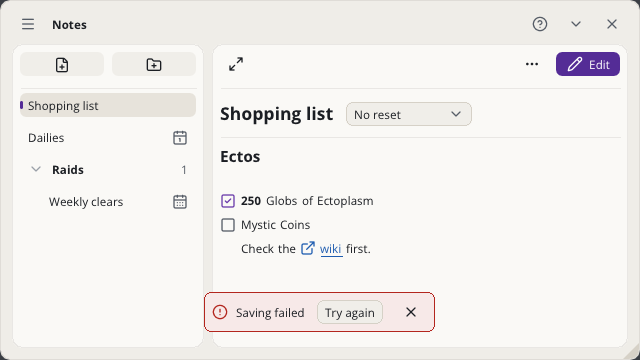 Notes
Edit
Shopping list
Dailies
Raids 1
Weekly clears
Shopping list No reset
Ectos
250 Globs of Ectoplasm
Mystic Coins
Check the wiki first.
Saving failed Try again